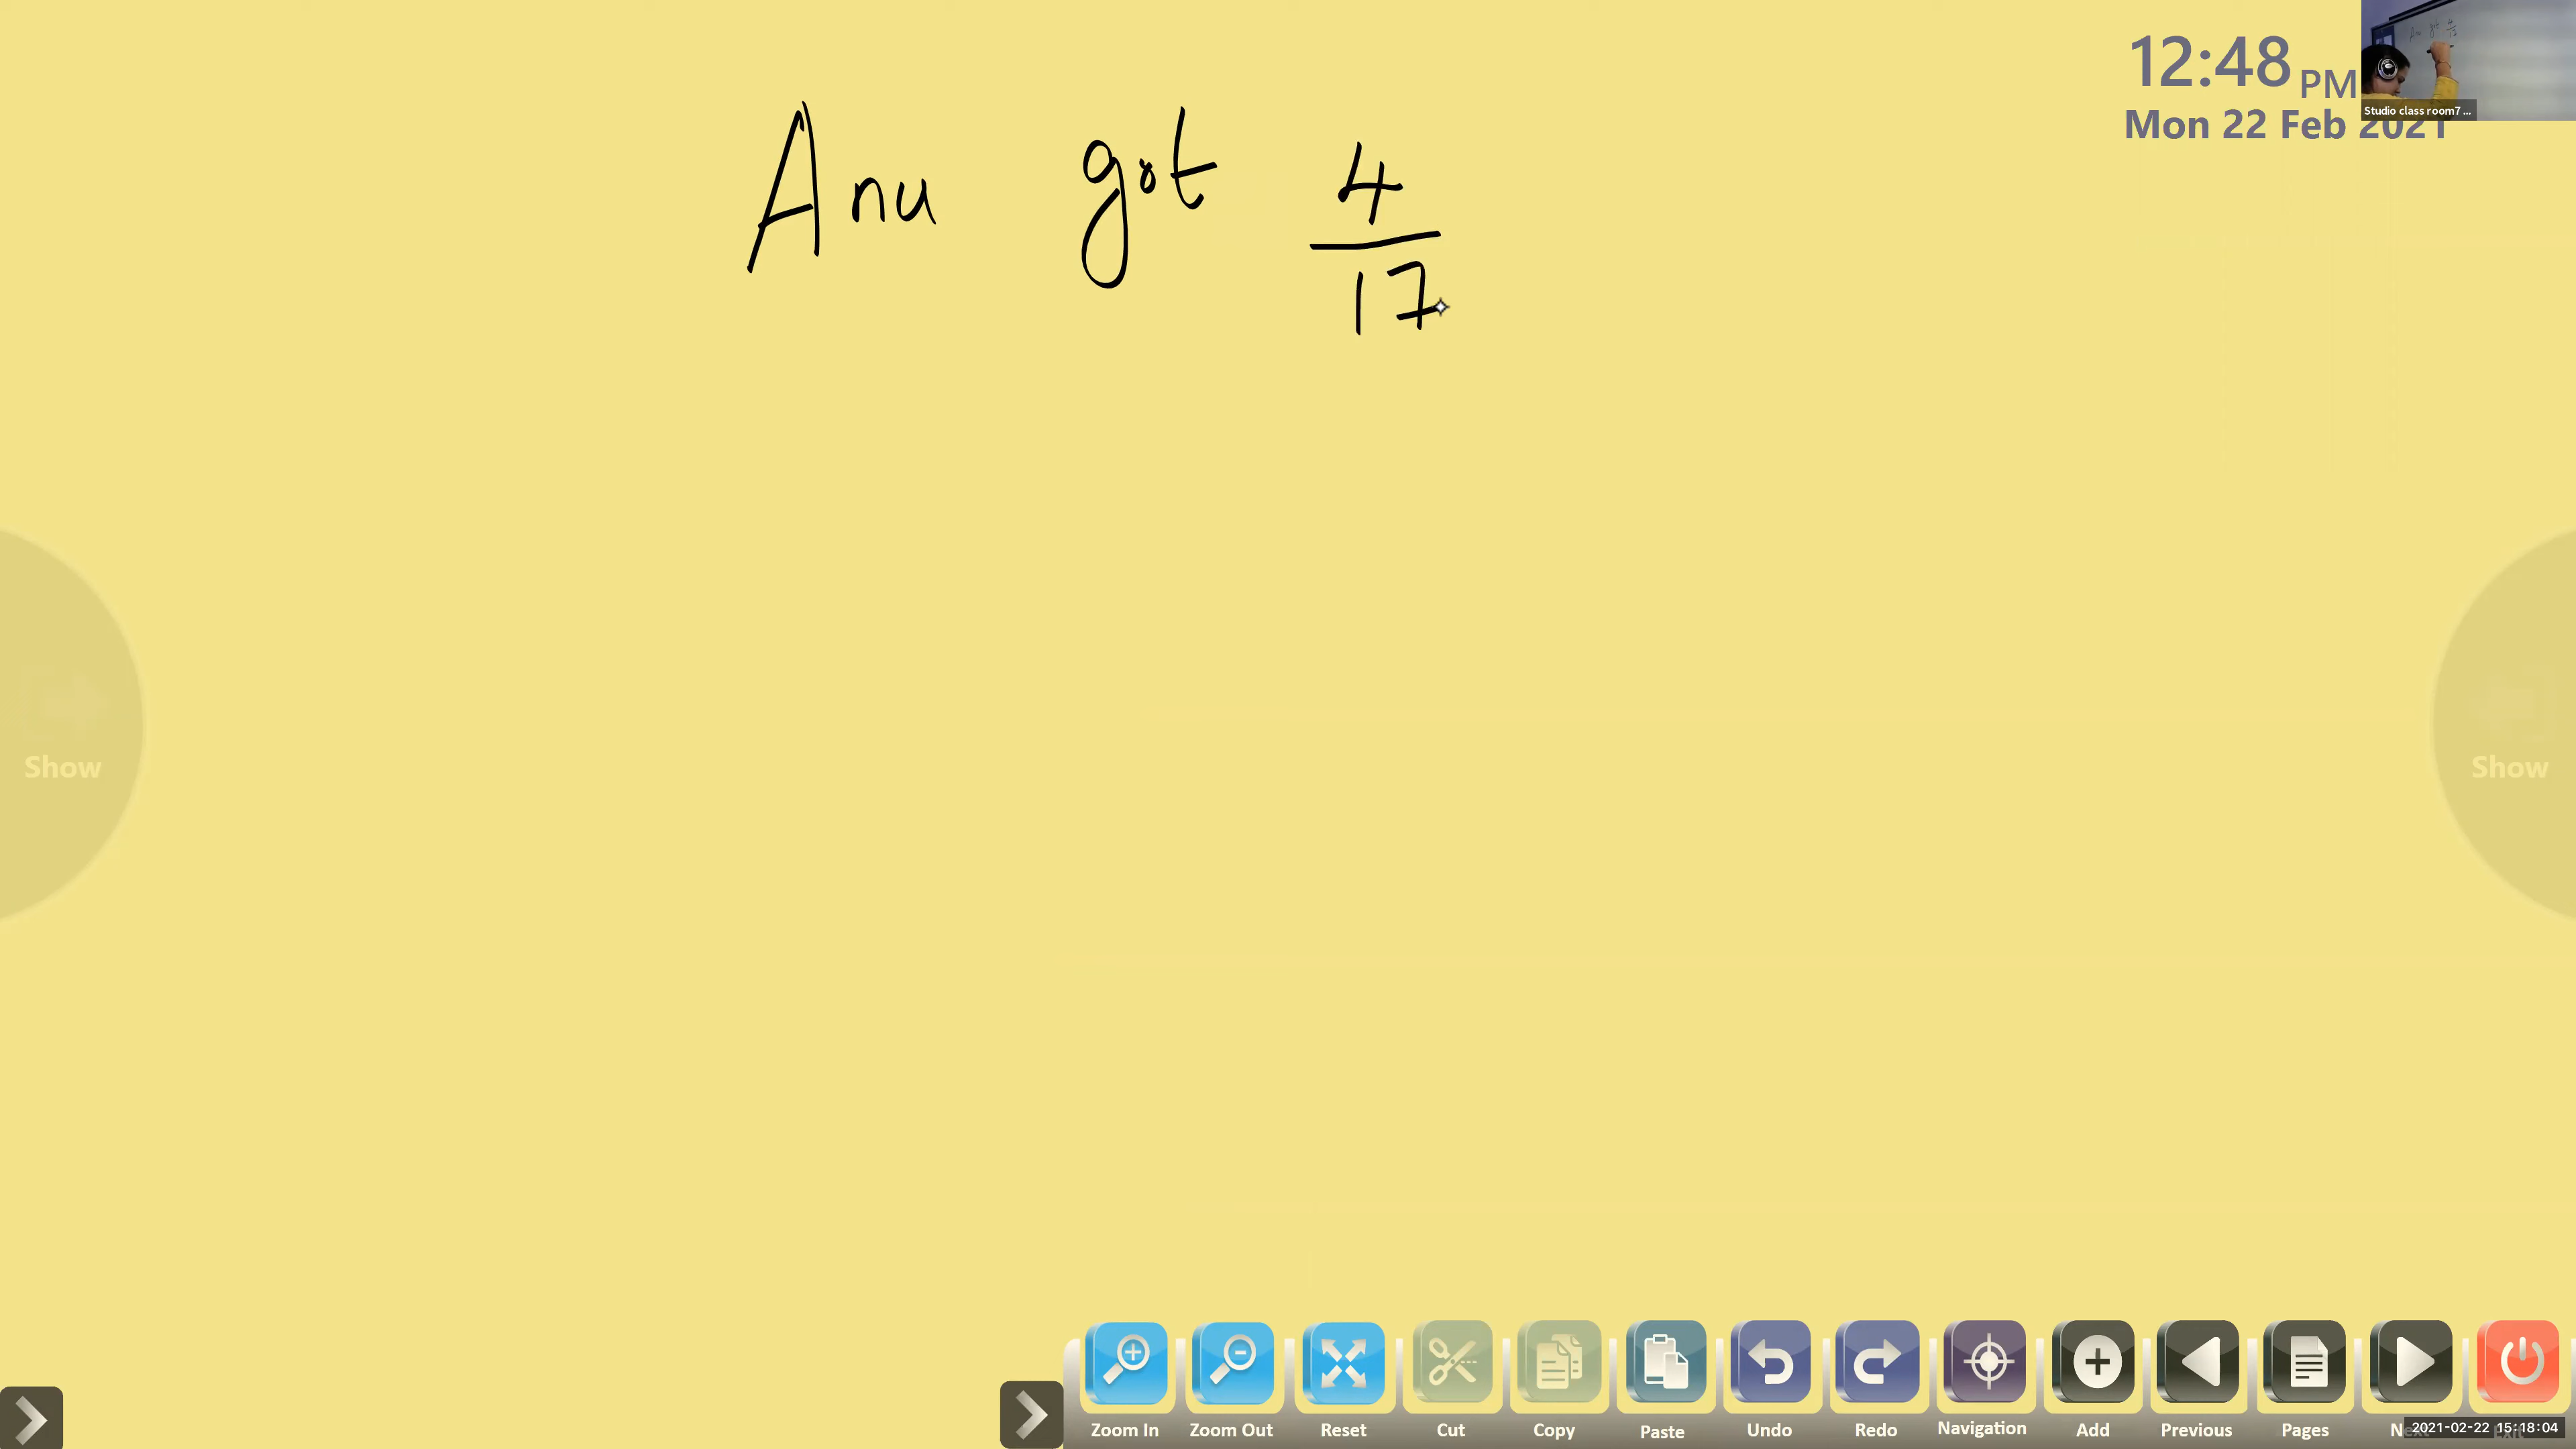 12:48 PM
Mon 22 Feb 2021
Studio class room7 ...
Anu got 4/17
Show
Show
Zoom In Zoom Out Reset Cut Copy Paste Undo Redo Navigation Add Previous Pages
2021-02-22 15:18:04